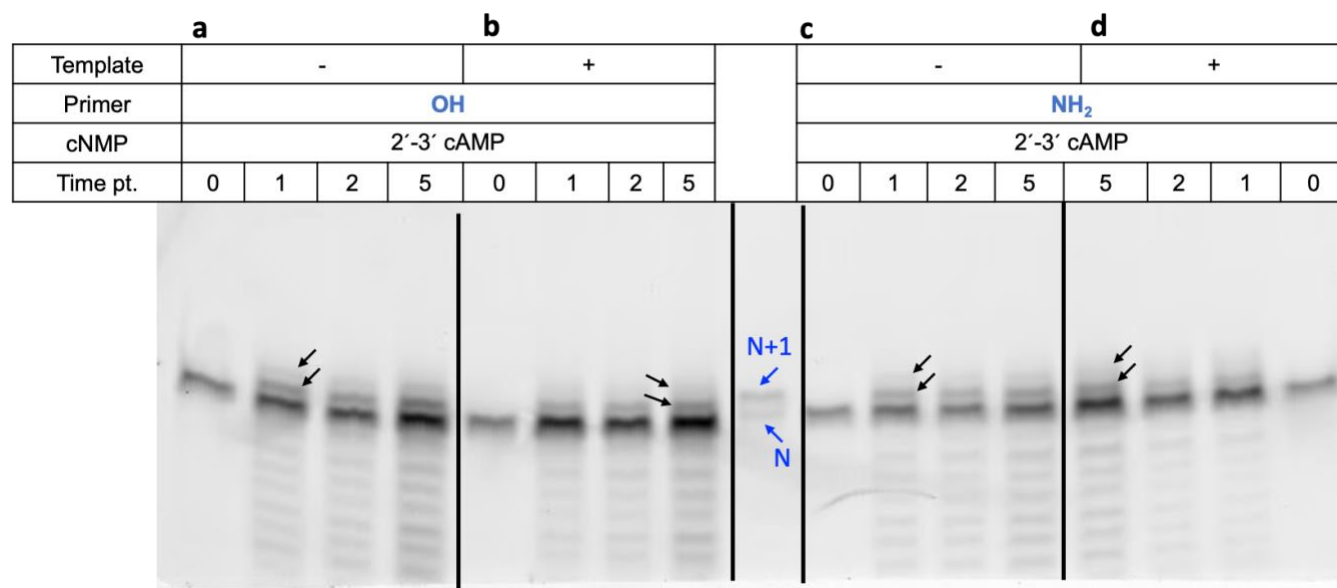 a b c d
Template - + - +
Primer OH NH₂
cNMP 2´-3´ cAMP 2´-3´ cAMP
Time pt. 0 1 2 5 0 1 2 5 0 1 2 5 5 2 1 0
N+1
N